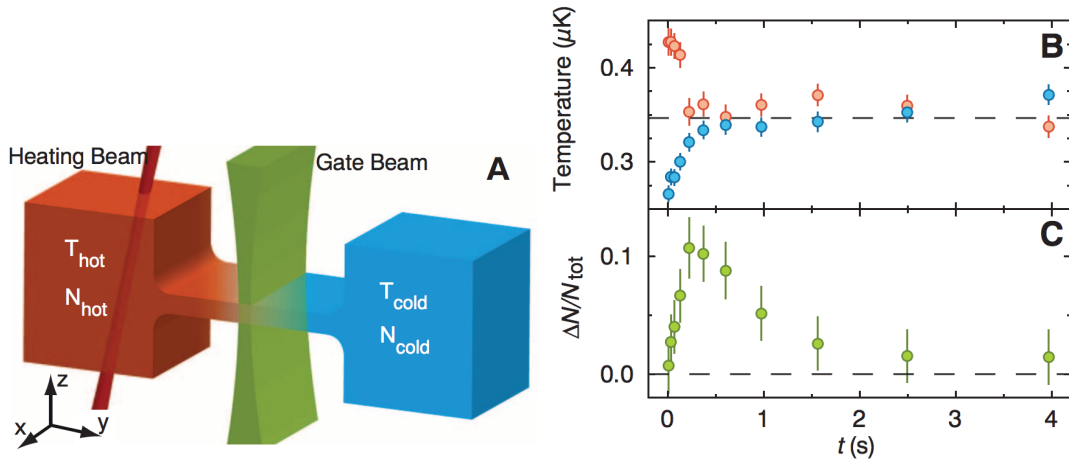 A
Heating Beam
Gate Beam
T_hot
N_hot
T_cold
N_cold
z
x
y
B
Temperature (μK)
0.4
0.3
C
ΔN/N_tot
0.1
0.0
0 1 2 3 4
t (s)